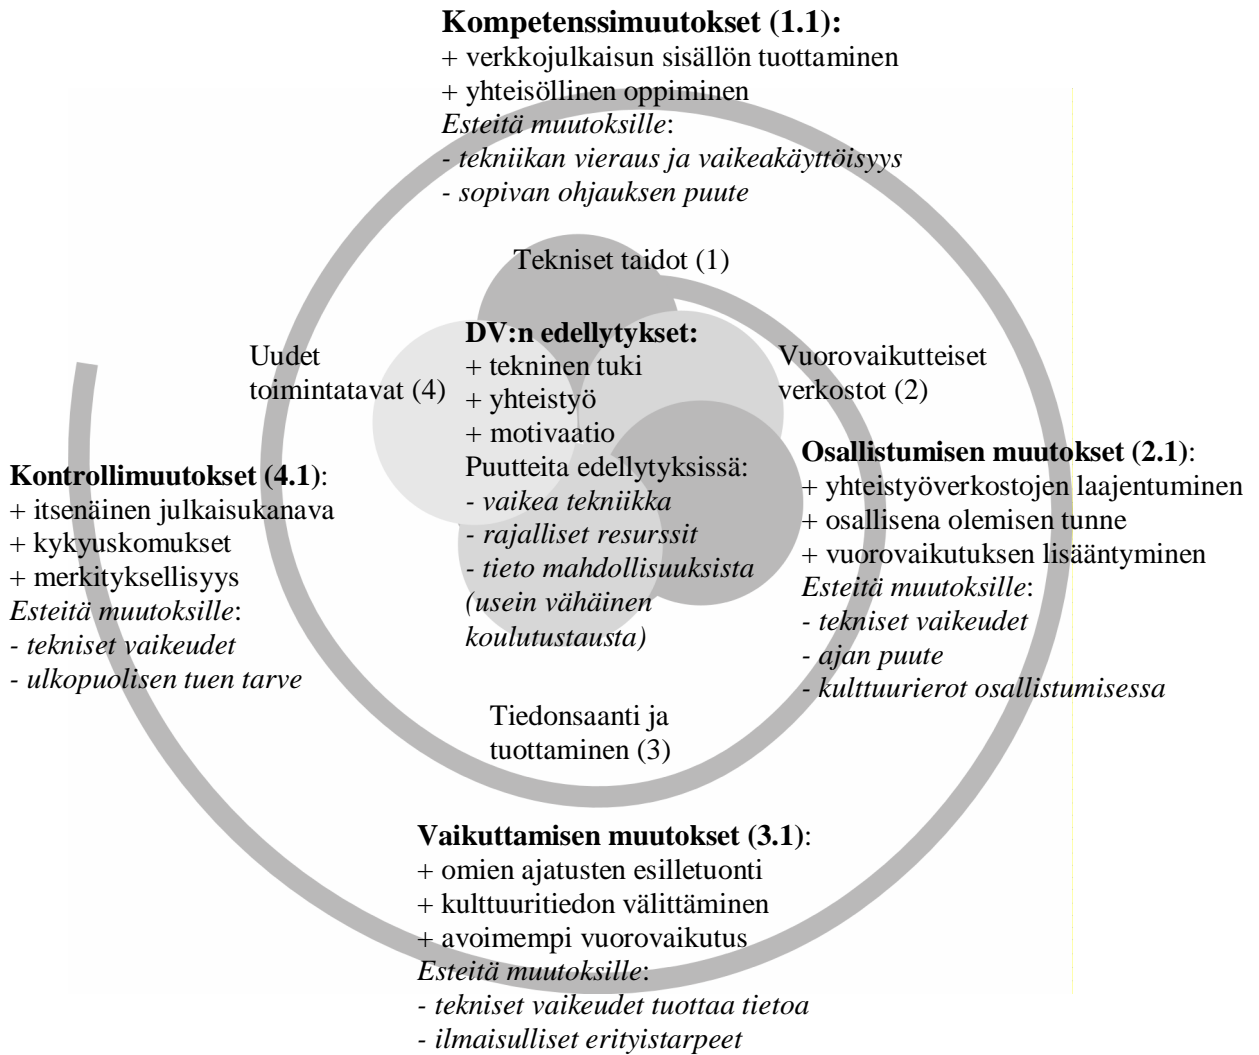 Kompetenssimuutokset (1.1):
+ verkkojulkaisun sisällön tuottaminen
+ yhteisöllinen oppiminen
Esteitä muutoksille:
- tekniikan vieraus ja vaikeakäyttöisyys
- sopivan ohjauksen puute
Tekniset taidot (1)
Uudet
toimintatavat (4)
DV:n edellytykset:
+ tekninen tuki
+ yhteistyö
+ motivaatio
Puutteita edellytyksissä:
- vaikea tekniikka
- rajalliset resurssit
- tieto mahdollisuuksista
(usein vähäinen
koulutustausta)
Vuorovaikutteiset
verkostot (2)
Kontrollimuutokset (4.1):
+ itsenäinen julkaisukanava
+ kykyuskomukset
+ merkityksellisyys
Esteitä muutoksille:
- tekniset vaikeudet
- ulkopuolisen tuen tarve
Osallistumisen muutokset (2.1):
+ yhteistyöverkostojen laajentuminen
+ osallisena olemisen tunne
+ vuorovaikutuksen lisääntyminen
Esteitä muutoksille:
- tekniset vaikeudet
- ajan puute
- kulttuurierot osallistumisessa
Tiedonsaanti ja
tuottaminen (3)
Vaikuttamisen muutokset (3.1):
+ omien ajatusten esilletuonti
+ kulttuuritiedon välittäminen
+ avoimempi vuorovaikutus
Esteitä muutoksille:
- tekniset vaikeudet tuottaa tietoa
- ilmaisulliset erityistarpeet